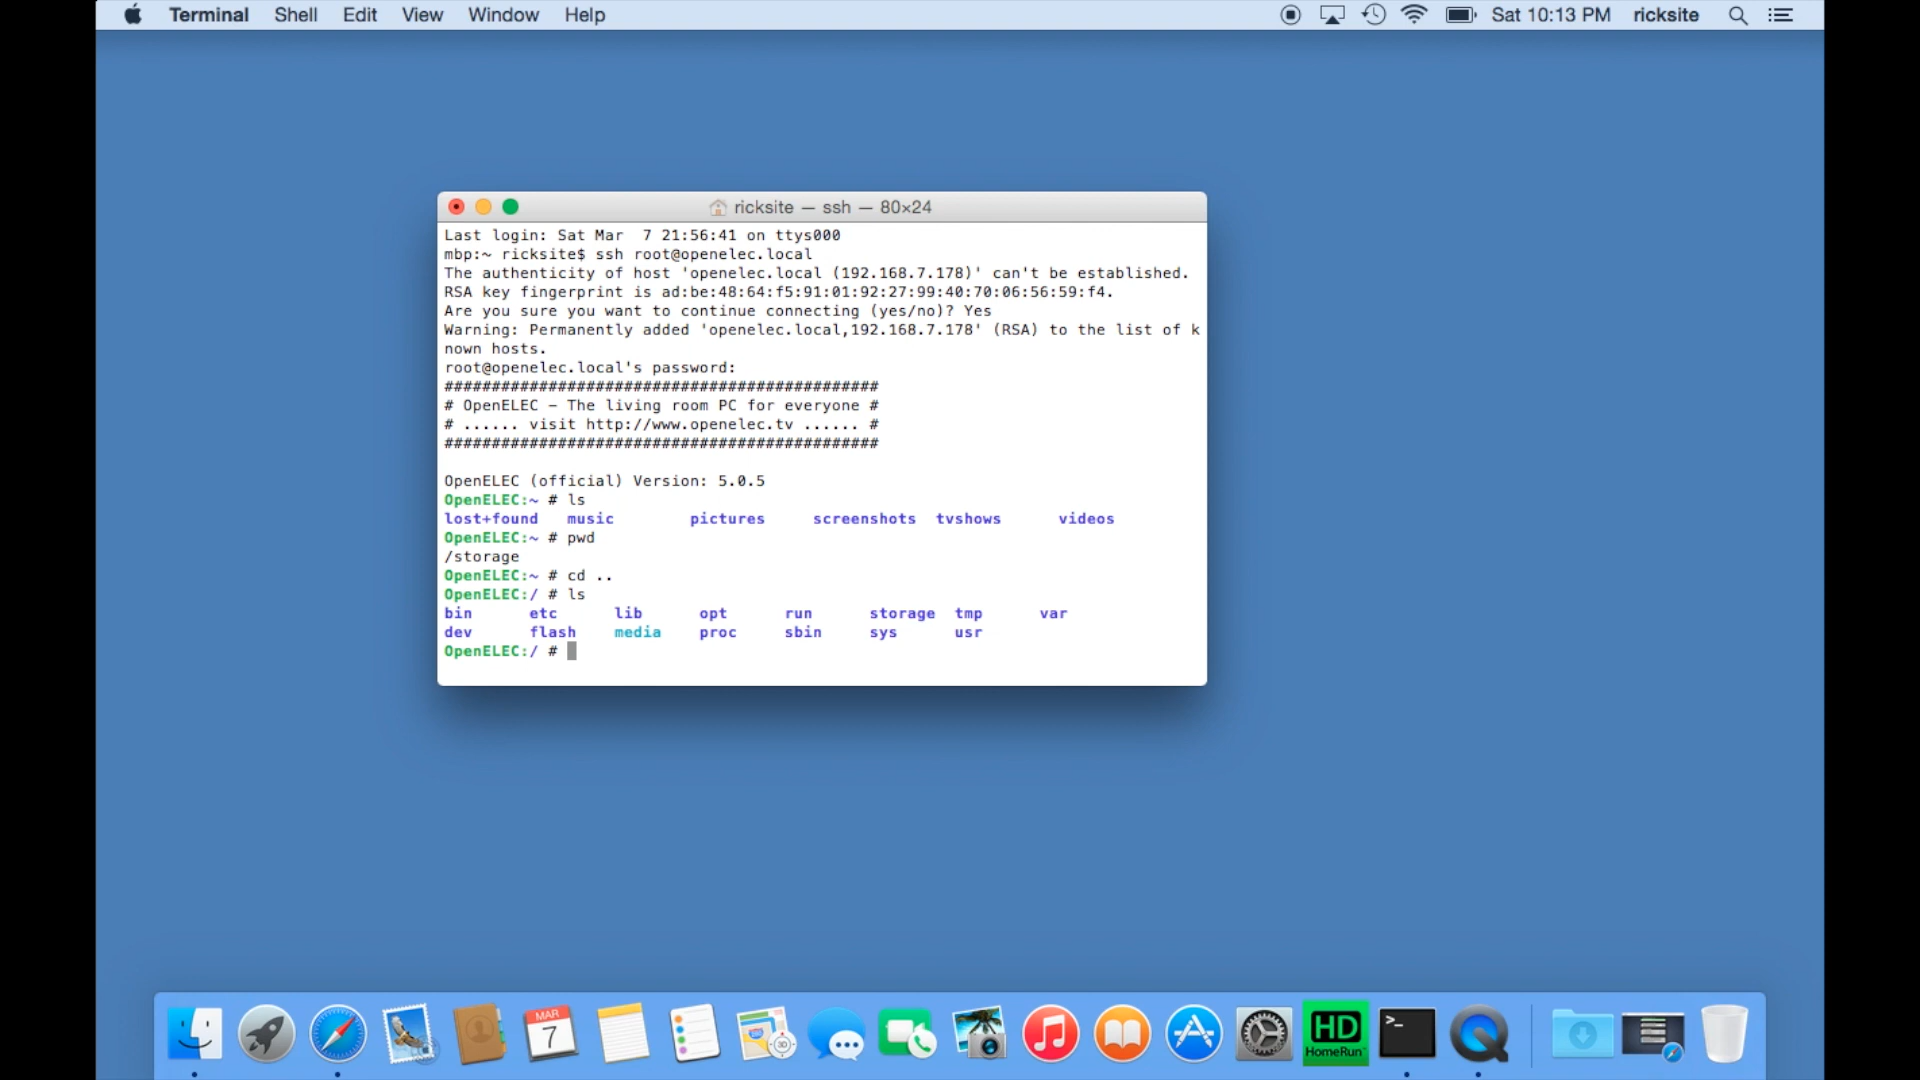 Terminal Shell Edit View Window Help Sat 10:13 PM ricksite
ricksite — ssh — 80×24
Last login: Sat Mar  7 21:56:41 on ttys000
mbp:~ ricksite$ ssh root@openelec.local
The authenticity of host 'openelec.local (192.168.7.178)' can't be established.
RSA key fingerprint is ad:be:48:64:f5:91:01:92:27:99:40:70:06:56:59:f4.
Are you sure you want to continue connecting (yes/no)? Yes
Warning: Permanently added 'openelec.local,192.168.7.178' (RSA) to the list of k
nown hosts.
root@openelec.local's password:
##############################################
# OpenELEC - The living room PC for everyone #
# ...... visit http://www.openelec.tv ...... #
##############################################
OpenELEC (official) Version: 5.0.5
OpenELEC:~ # ls
lost+found music pictures screenshots tvshows videos
OpenELEC:~ # pwd
/storage
OpenELEC:~ # cd ..
OpenELEC:/ # ls
bin etc lib opt run storage tmp var
dev flash media proc sbin sys usr
OpenELEC:/ #
MAR
7
3D
HD
HomeRun
>_